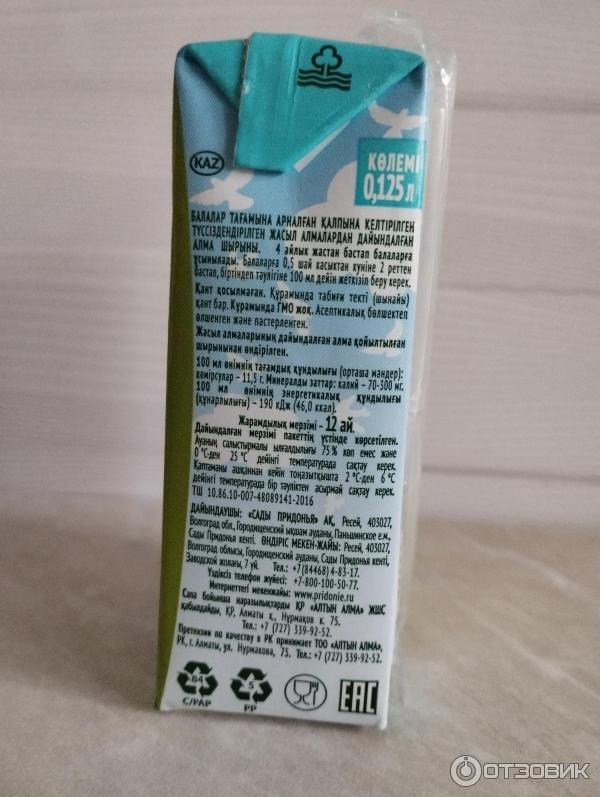 KAZ
КӨЛЕМІ
0,125 л
БАЛАЛАР ТАҒАМЫНА АРНАЛҒАН ҚАЛПЫНА КЕЛТІРІЛГЕН
ТҮССІЗДЕНДІРІЛГЕН ЖАСЫЛ АЛМАЛАРДАН ДАЙЫНДАЛҒАН
АЛМА ШЫРЫНЫ. 4 айлық жастан бастап балаларға
ұсынылады. Балаларға 0,5 шай қасықтан күніне 2 реттен
бастап, біртіндеп тәулігіне 100 мл дейін жеткізіп беру керек.
Қант қосылмаған. Құрамында табиғи текті (шынайы)
қант бар. Құрамында ГМО жоқ. Асептикалық бөлшектеп
өлшенген және пастерленген.
Жасыл алмаларының дайындалған алма қойылтылған
шырынынан өндірілген.
100 мл өнімнің тағамдық құндылығы (орташа мәндер):
көмірсулар – 11,5 г. Минералды заттар: калий – 70-300 мг.
100 мл өнімнің энергетикалық құндылығы
(құнарлылығы) – 190 кДж (46,0 ккал).
Жарамдылық мерзімі - 12 ай.
Дайындалған мерзімі пакеттің үстінде көрсетілген.
Ауаның салыстырмалы ылғалдылығы 75 % көп емес және
0 °С-ден 25 °С дейінгі температурада сақтау керек.
Қаптаманы ашқаннан кейін тоңазытқышта 2 °С-ден 6 °С
дейінгі температурада бір тәуліктен асырмай сақтау керек.
ТШ 10.86.10-007-48089141-2016
ДАЙЫНДАУШЫ: «САДЫ ПРИДОНЬЯ» АҚ, Ресей, 403027,
Волгоград обл., Городищенский ықшам ауданы, Паньшинское е.м.,
Сады Придонья кенті. ӨНДІРІС МЕКЕН-ЖАЙЫ: Ресей, 403027,
Волгоград облысы, Городищенский ауданы, Сады Придонья кенті,
Заводской жолағы, 7 үй. Тел.: +7 (84468) 4-83-17.
Үздіксіз телефон жүйесі: +7-800-100-50-77.
Интернеттегі мекенжайы: www.pridonie.ru
Сапа бойынша наразылықтарды ҚР «АЛТЫН АЛМА» ЖШС
қабылдайды, ҚР, Алматы к., Нұрмақов к. 75.
Тел.: +7 (727) 339-92-52.
Претензии по качеству в РК принимает ТОО «АЛТЫН АЛМА»,
РК, г. Алматы, ул. Нурмакова, 75. Тел.: +7 (727) 339-92-52.
84
5
C/PAP
PP
EAC
ОТЗОВИК